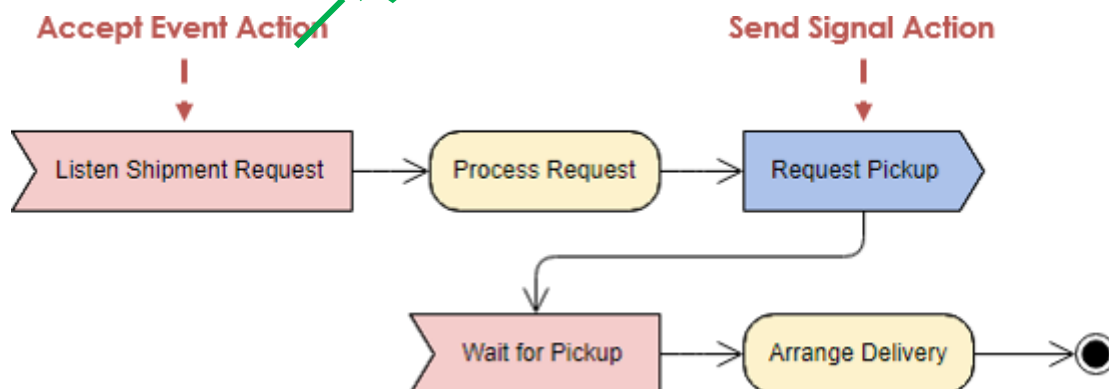 Accept Event Action
Send Signal Action
Listen Shipment Request
Process Request
Request Pickup
Wait for Pickup
Arrange Delivery